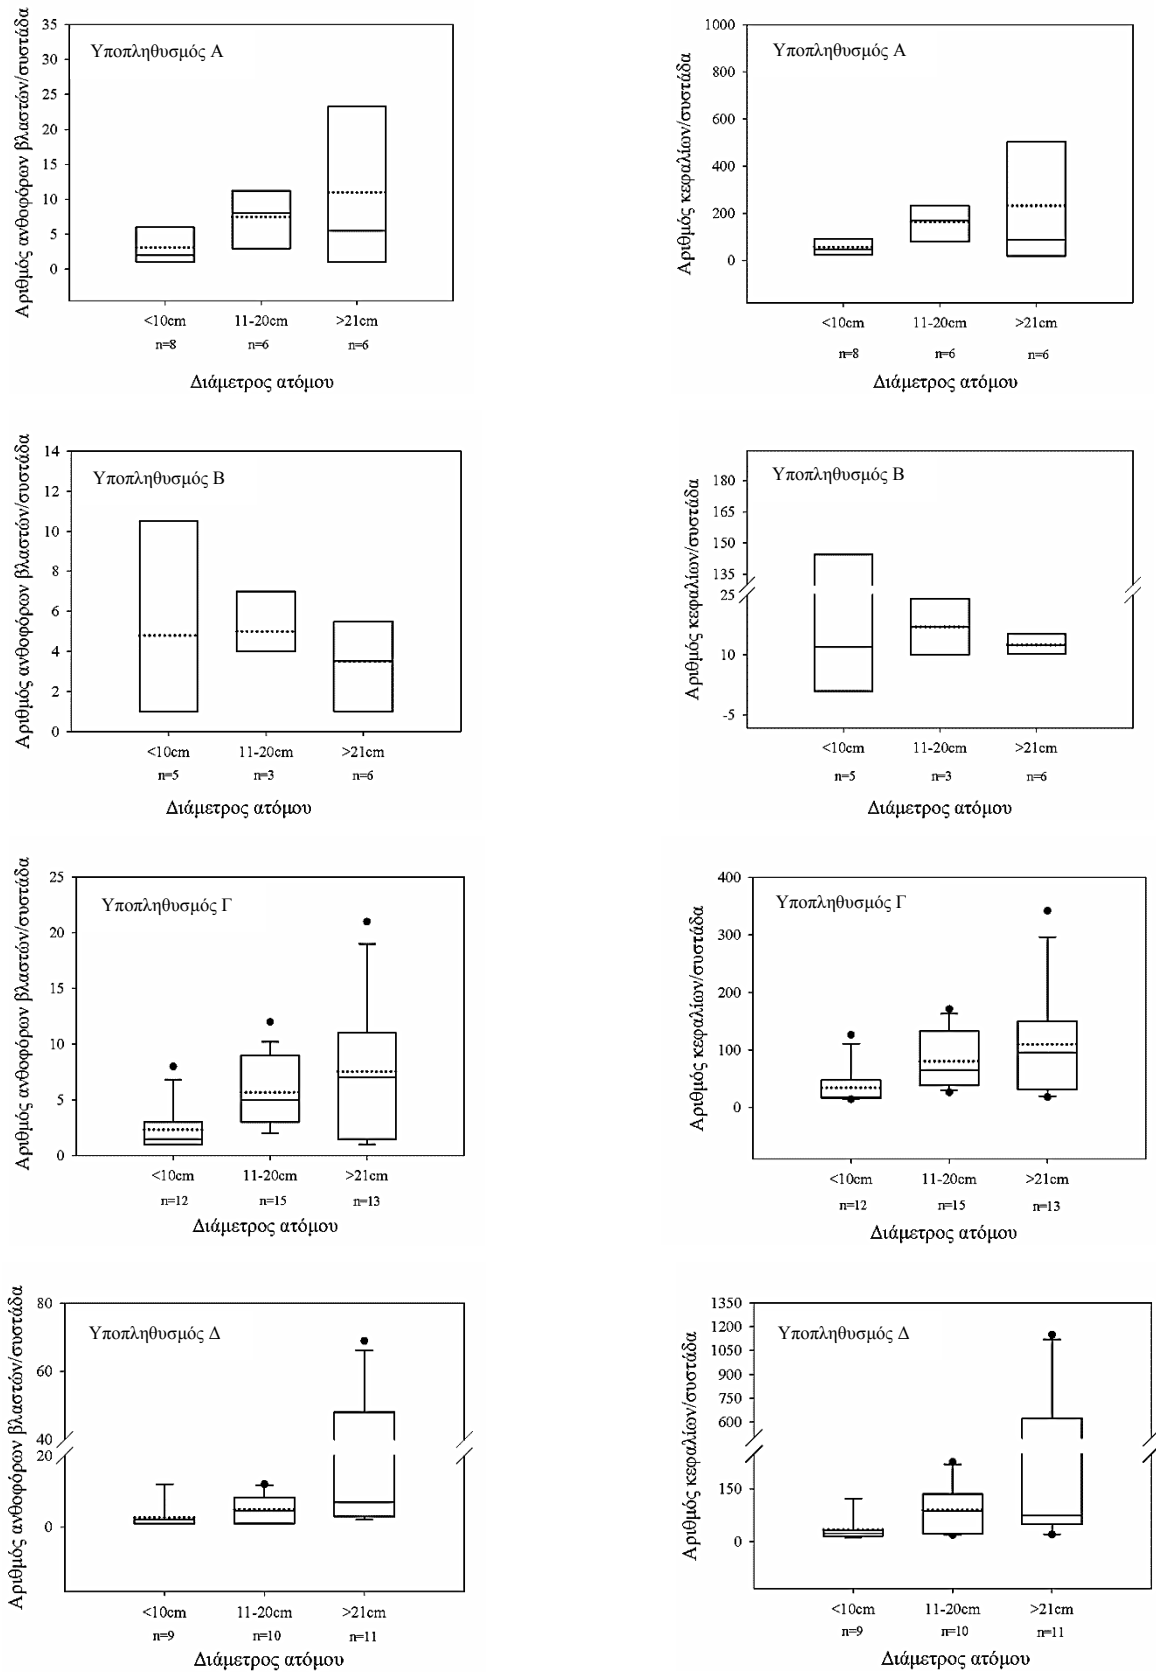 Αριθμός ανθοφόρων βλαστών/συστάδα
35
30
25
20
15
10
5
0
Υποπληθυσμός Α
<10cm 11-20cm >21cm
n=8 n=6 n=6
Διάμετρος ατόμου
Αριθμός κεφαλίων/συστάδα
1000
800
600
400
200
0
Υποπληθυσμός Α
<10cm 11-20cm >21cm
n=8 n=6 n=6
Διάμετρος ατόμου
Αριθμός ανθοφόρων βλαστών/συστάδα
14
12
10
8
6
4
2
0
Υποπληθυσμός Β
<10cm 11-20cm >21cm
n=5 n=3 n=6
Διάμετρος ατόμου
Αριθμός κεφαλίων/συστάδα
180
165
150
135
25
10
-5
Υποπληθυσμός Β
<10cm 11-20cm >21cm
n=5 n=3 n=6
Διάμετρος ατόμου
Αριθμός ανθοφόρων βλαστών/συστάδα
25
20
15
10
5
0
Υποπληθυσμός Γ
<10cm 11-20cm >21cm
n=12 n=15 n=13
Διάμετρος ατόμου
Αριθμός κεφαλίων/συστάδα
400
300
200
100
0
Υποπληθυσμός Γ
<10cm 11-20cm >21cm
n=12 n=15 n=13
Διάμετρος ατόμου
Αριθμός ανθοφόρων βλαστών/συστάδα
80
60
40
20
0
Υποπληθυσμός Δ
<10cm 11-20cm >21cm
n=9 n=10 n=11
Διάμετρος ατόμου
Αριθμός κεφαλίων/συστάδα
1350
1200
1050
900
750
600
150
0
Υποπληθυσμός Δ
<10cm 11-20cm >21cm
n=9 n=10 n=11
Διάμετρος ατόμου